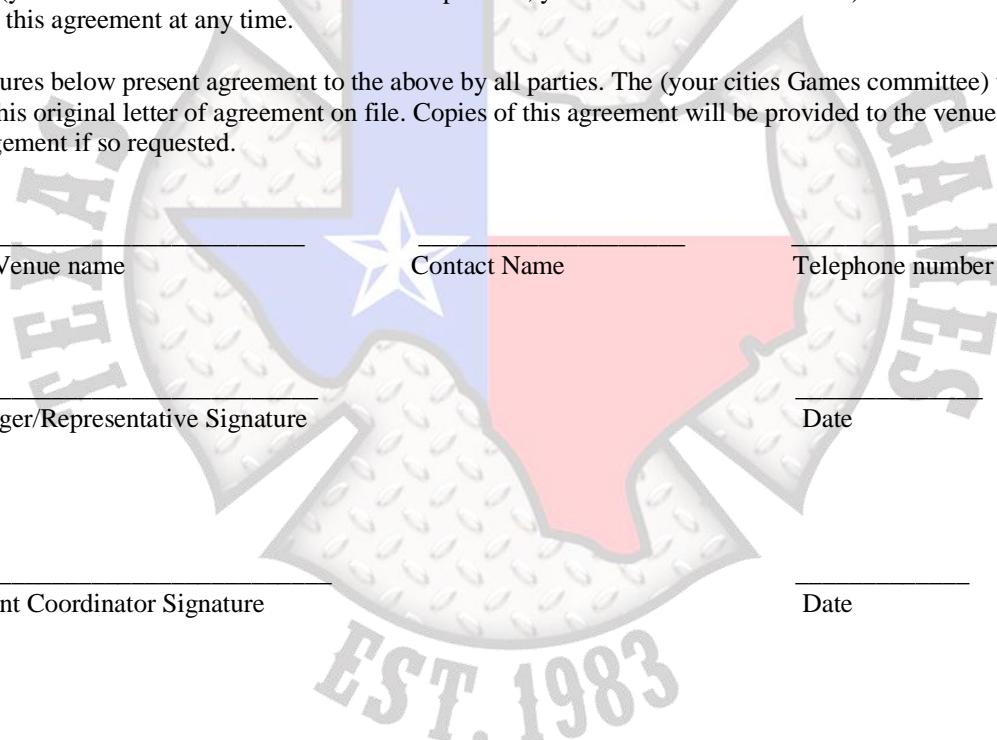 this agreement at any time.
ures below present agreement to the above by all parties. The (your cities Games committee)
his original letter of agreement on file. Copies of this agreement will be provided to the venue
gement if so requested.
Venue name Contact Name Telephone number
ger/Representative Signature Date
nt Coordinator Signature Date
TEXAS
GAMES
EST. 1983